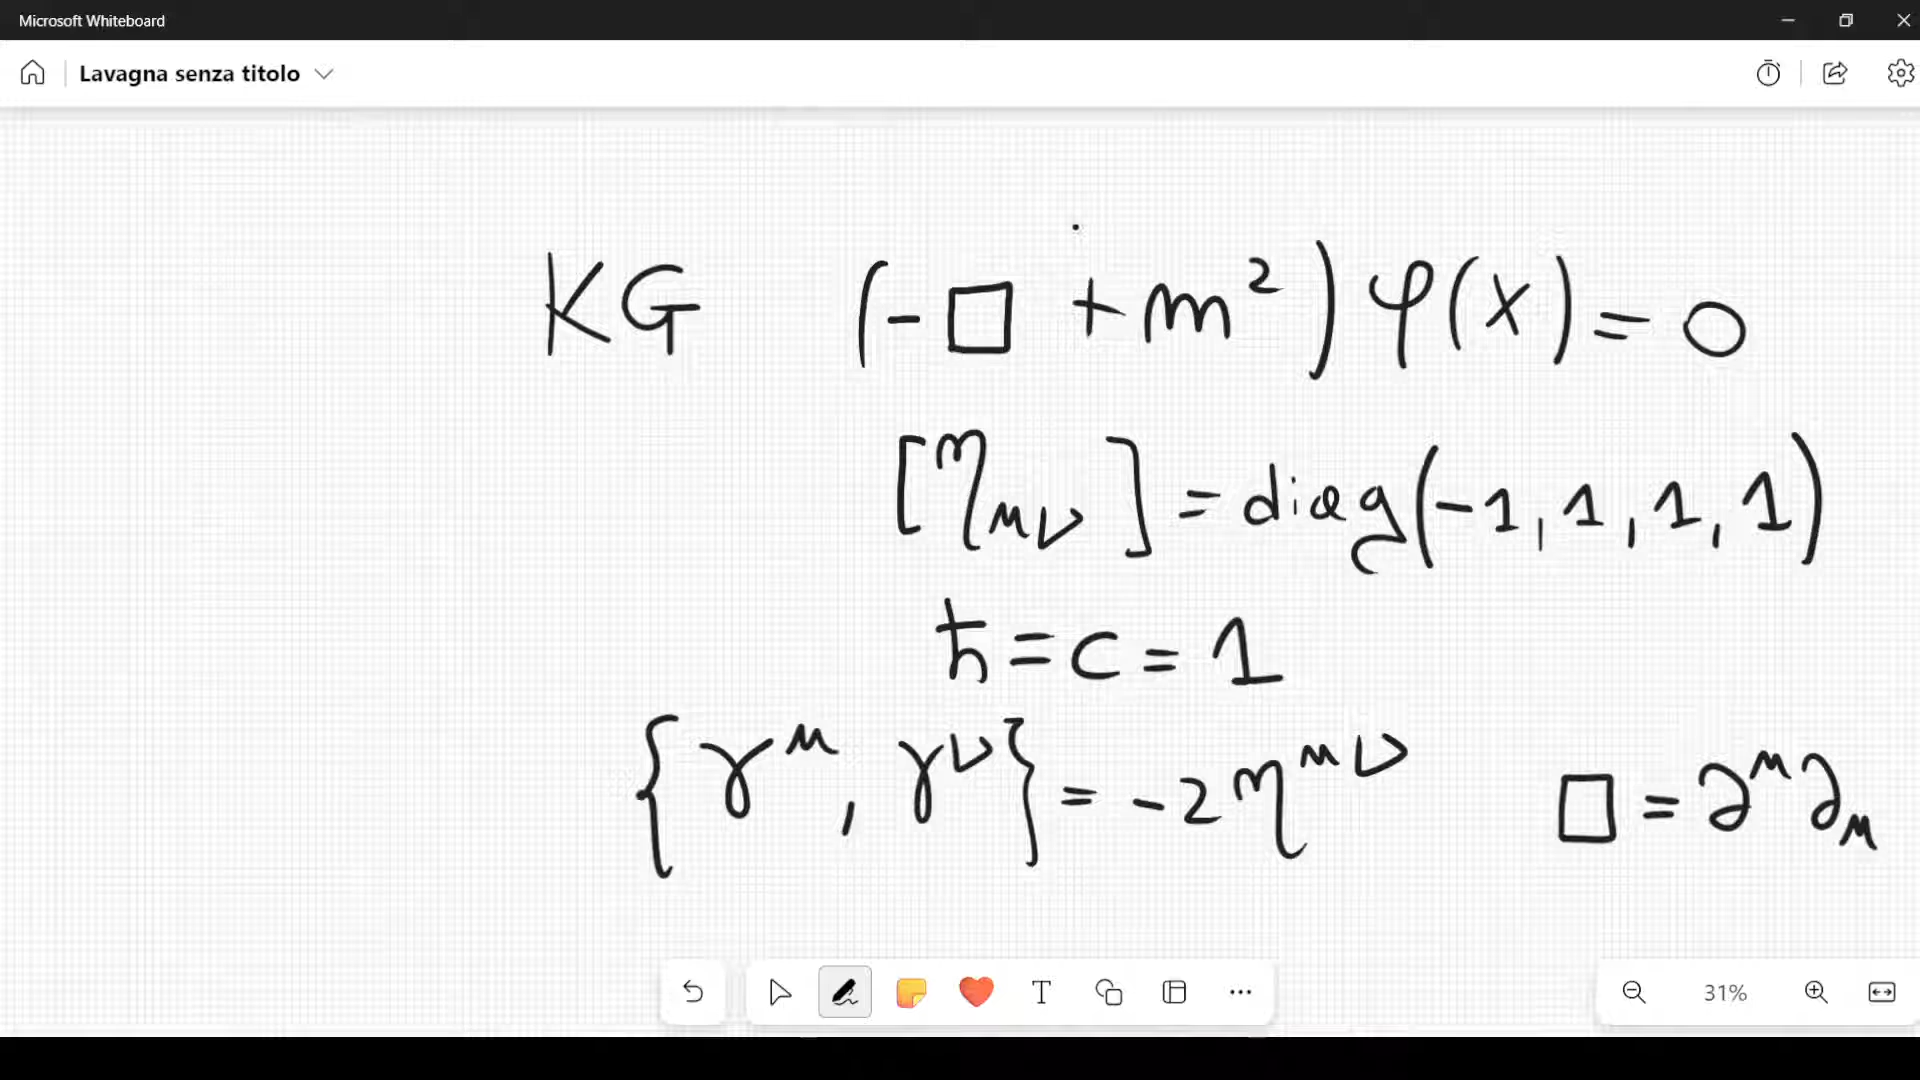 Microsoft Whiteboard
Lavagna senza titolo
KG (-□ + m²) φ(x) = 0
[η_μν] = diag(-1, 1, 1, 1)
ħ = c = 1
{γ^μ, γ^ν} = -2η^μν □ = ∂^μ∂_μ
T
31%